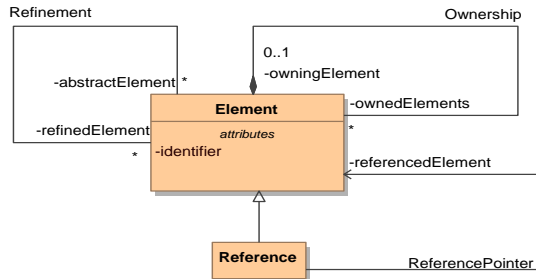 Refinement
Ownership
0..1
-owningElement
-abstractElement *
Element
-ownedElements
attributes
*
-refinedElement
*
-identifier
-referencedElement
Reference
ReferencePointer